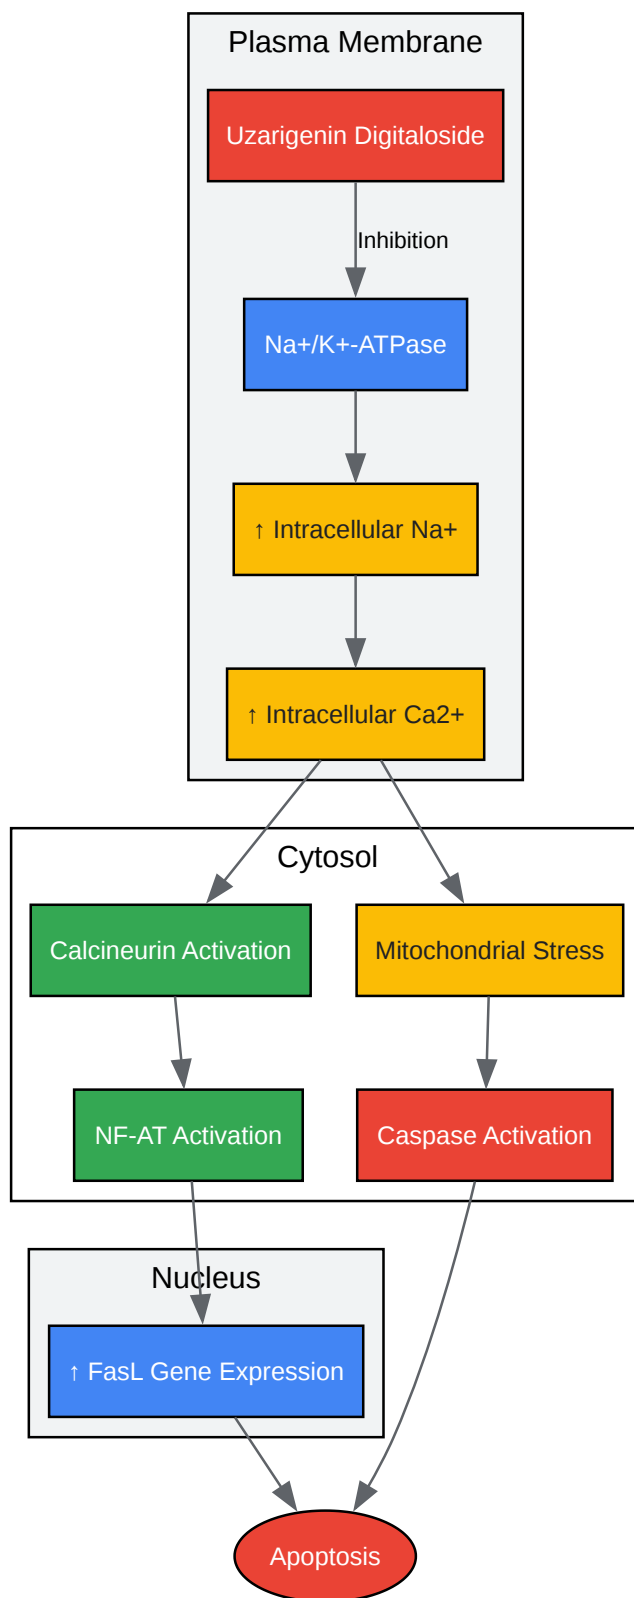 Plasma Membrane
Uzarigenin Digitaloside
Inhibition
Na+/K+-ATPase
↑ Intracellular Na+
↑ Intracellular Ca2+
Cytosol
Calcineurin Activation
Mitochondrial Stress
NF-AT Activation
Caspase Activation
Nucleus
↑ FasL Gene Expression
Apoptosis